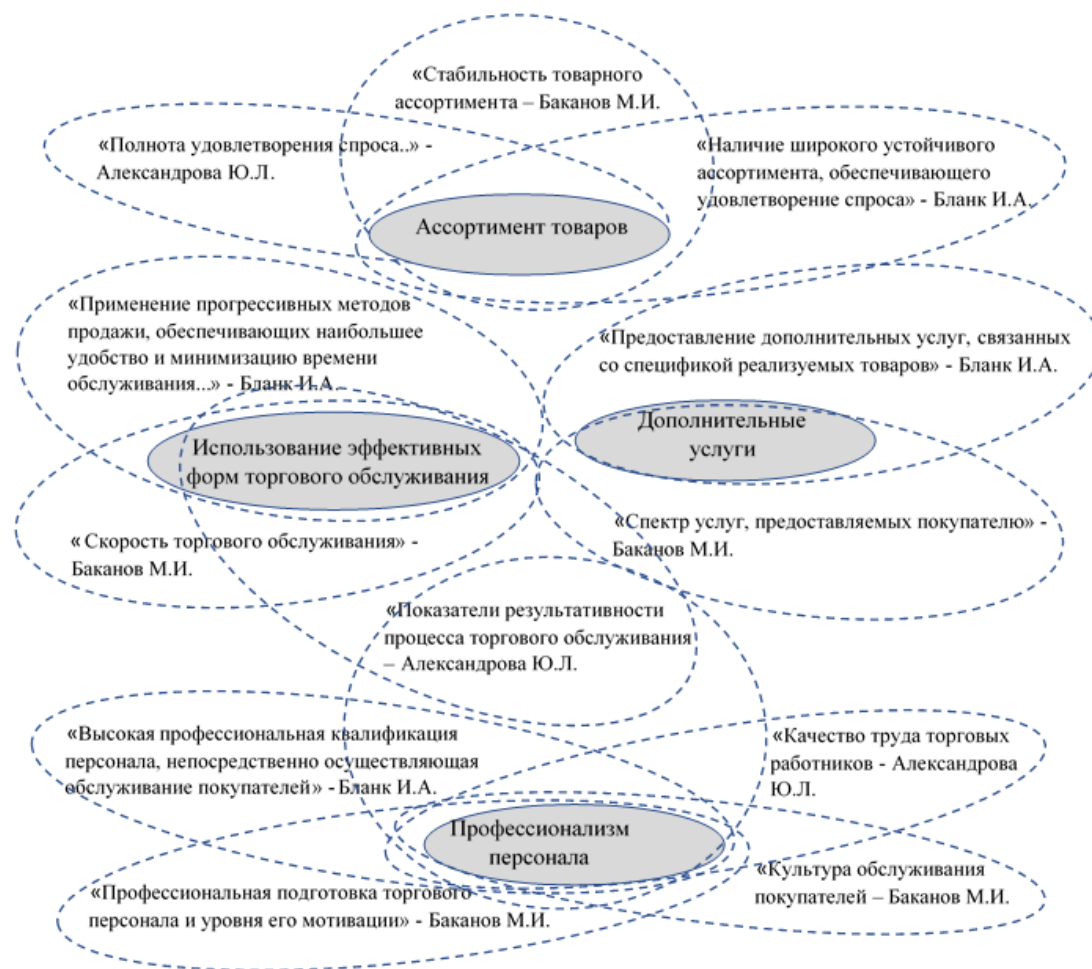 «Стабильность товарного
ассортимента – Баканов М.И.
«Полнота удовлетворения спроса..» -
Александрова Ю.Л.
«Наличие широкого устойчивого
ассортимента, обеспечивающего
удовлетворение спроса» - Бланк И.А.
Ассортимент товаров
«Применение прогрессивных методов
продажи, обеспечивающих наибольшее
удобство и минимизацию времени
обслуживания...» - Бланк И.А.
«Предоставление дополнительных услуг, связанных
со спецификой реализуемых товаров» - Бланк И.А.
Использование эффективных
форм торгового обслуживания
Дополнительные
услуги
« Скорость торгового обслуживания» -
Баканов М.И.
«Спектр услуг, предоставляемых покупателю» -
Баканов М.И.
«Показатели результативности
процесса торгового обслуживания
– Александрова Ю.Л.
«Высокая профессиональная квалификация
персонала, непосредственно осуществляющая
обслуживание покупателей» - Бланк И.А.
«Качество труда торговых
работников - Александрова
Ю.Л.
Профессионализм
персонала
«Профессиональная подготовка торгового
персонала и уровня его мотивации» - Баканов М.И.
«Культура обслуживания
покупателей – Баканов М.И.